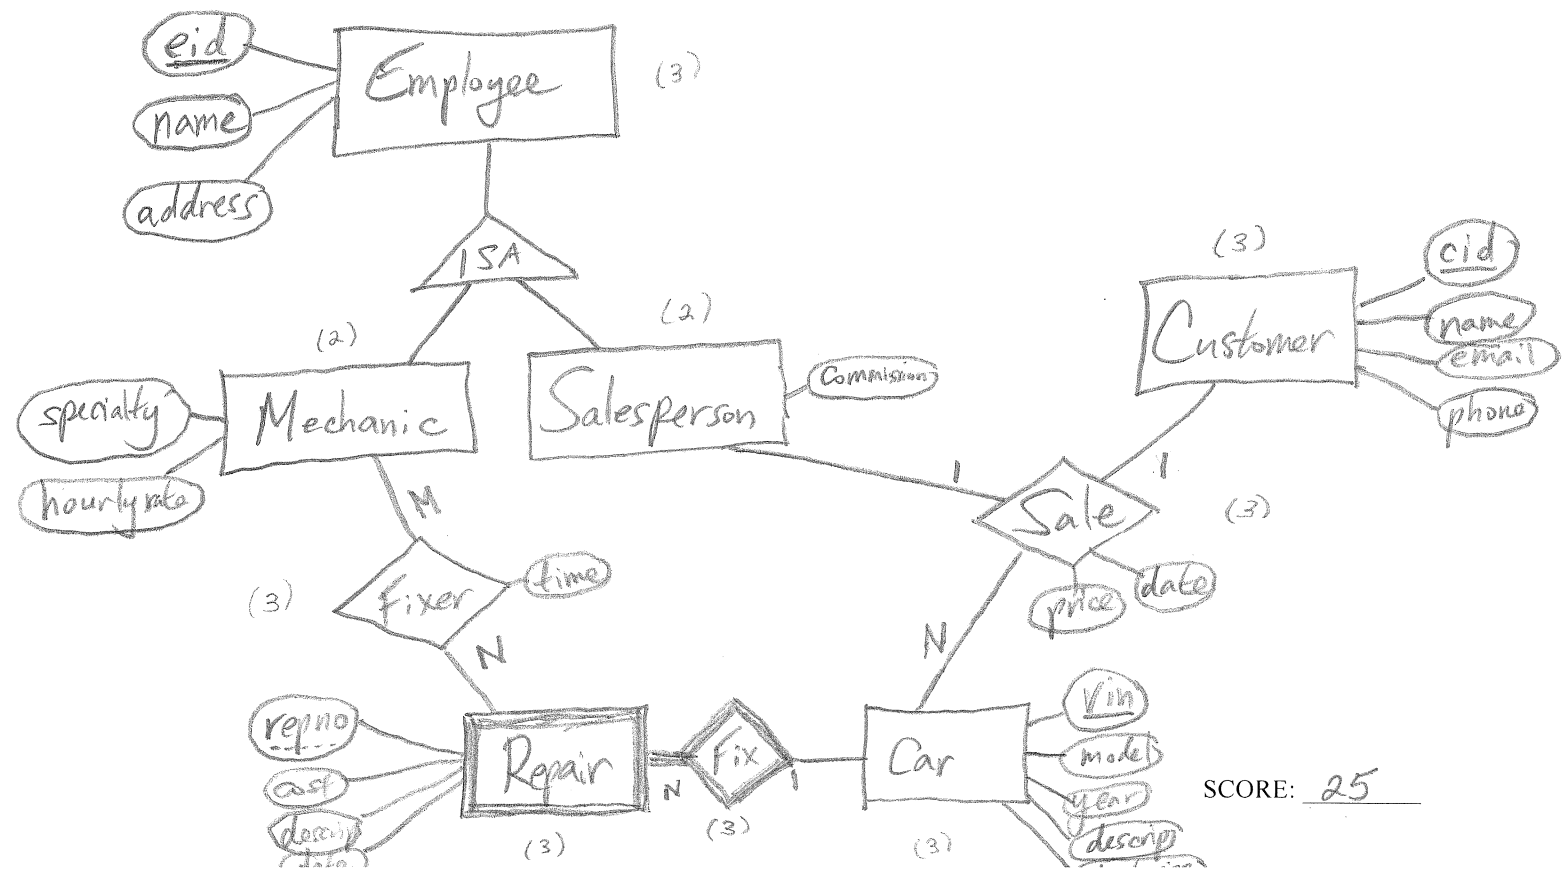 eid
Employee
(3)
name
address
ISA
(3)
cid
(2)
(2)
Customer
name
email
phone
specialty
Mechanic
Salesperson
Commission
hourlyrate
M
1
1
Sale
(3)
(3)
Fixer
time
price
date
N
N
repno
Repair
N
Fix
1
Car
vin
model
cost
year
descrip
descrip
date
(3)
(3)
(3)
SCORE: 25